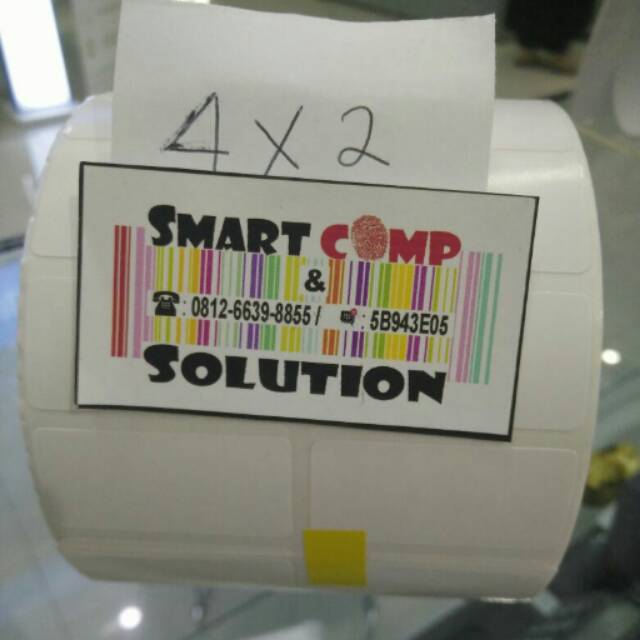 4 x 2
SMART COMP
&
: 0812-6639-8855 / : 5B943E05
SOLUTION